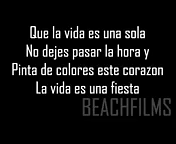 Que la vida es una sola
No dejes pasar la hora y
Pinta de colores este corazon
La vida es una fiesta
BEACHFILMS